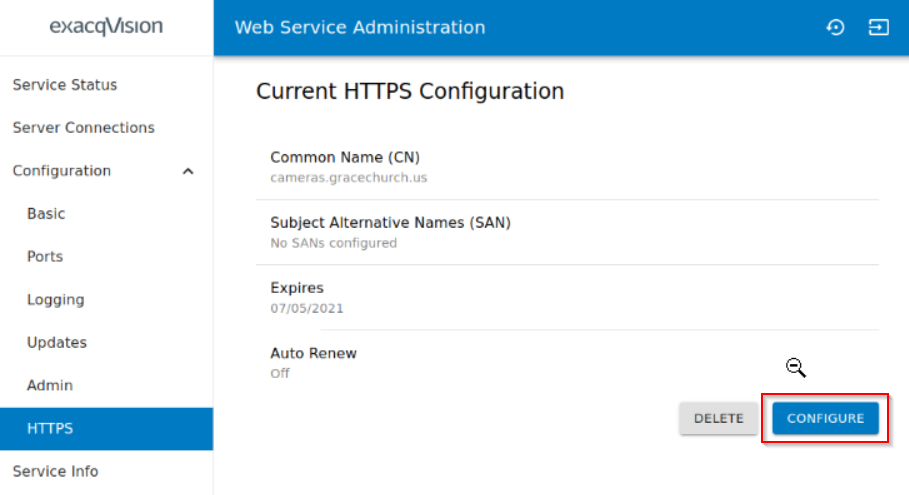 exacqVision
Web Service Administration
Service Status
Server Connections
Configuration
Basic
Ports
Logging
Updates
Admin
HTTPS
Service Info
Current HTTPS Configuration
Common Name (CN)
cameras.gracechurch.us
Subject Alternative Names (SAN)
No SANs configured
Expires
07/05/2021
Auto Renew
Off
DELETE
CONFIGURE